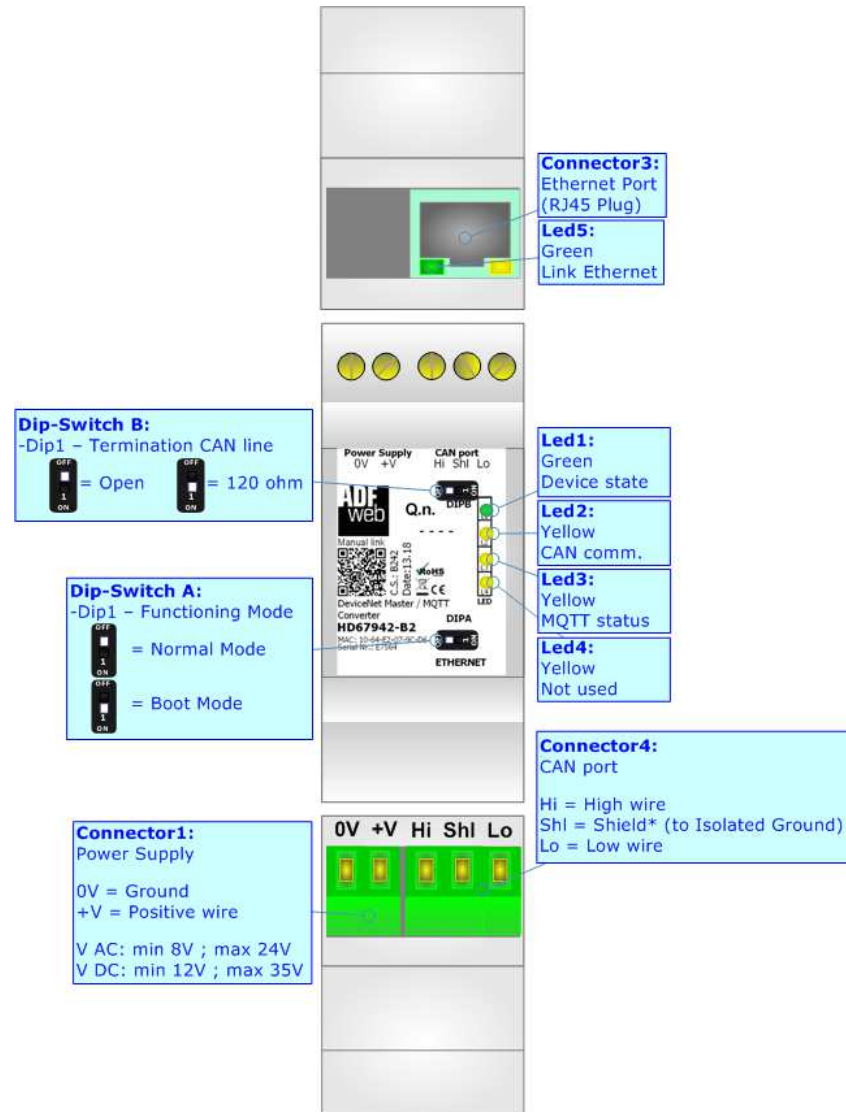 Connector3:
Ethernet Port
(RJ45 Plug)
Led5:
Green
Link Ethernet
Dip-Switch B:
-Dip1 – Termination CAN line
OFF
1
ON
= Open
OFF
1
ON
= 120 ohm
Dip-Switch A:
-Dip1 – Functioning Mode
OFF
1
ON
= Normal Mode
OFF
1
ON
= Boot Mode
Power Supply
0V +V
CAN port
Hi Shl Lo
1
ON
DIPB
ADF
web
Q.n.
- - - -
Manual link
C.S.: B242
Date:13.18
RoHS
CE
LED
DeviceNet Master / MQTT
Converter
HD67942-B2
DIPA
1
ON
ETHERNET
Led1:
Green
Device state
Led2:
Yellow
CAN comm.
Led3:
Yellow
MQTT status
Led4:
Yellow
Not used
Connector4:
CAN port
Hi = High wire
Shl = Shield* (to Isolated Ground)
Lo = Low wire
Connector1:
Power Supply
0V = Ground
+V = Positive wire
V AC: min 8V ; max 24V
V DC: min 12V ; max 35V
0V +V Hi Shl Lo